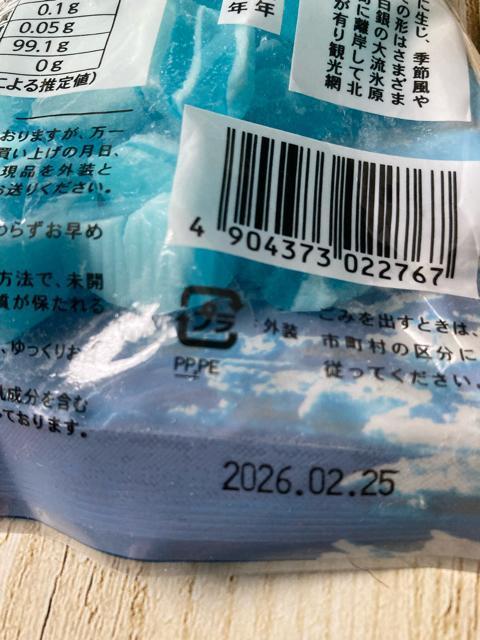 0.1g
0.05g
99.1g
0g
による推定値)
年
年
に生じ、季節風や
の形はさまざま
白銀の大流氷原
に離岸して北
が有り観光網
おりますが、万一
買い上げの月日、
現品を外装と
お送りください。
わらずお早め
方法で、未開
質が保たれる
、ゆっくりお
乳成分を含む
ております。
4 904373 022767
プラ
:外装
PP,PE
ごみを出すときは、
市町村の区分に
従ってください。
2026.02.25